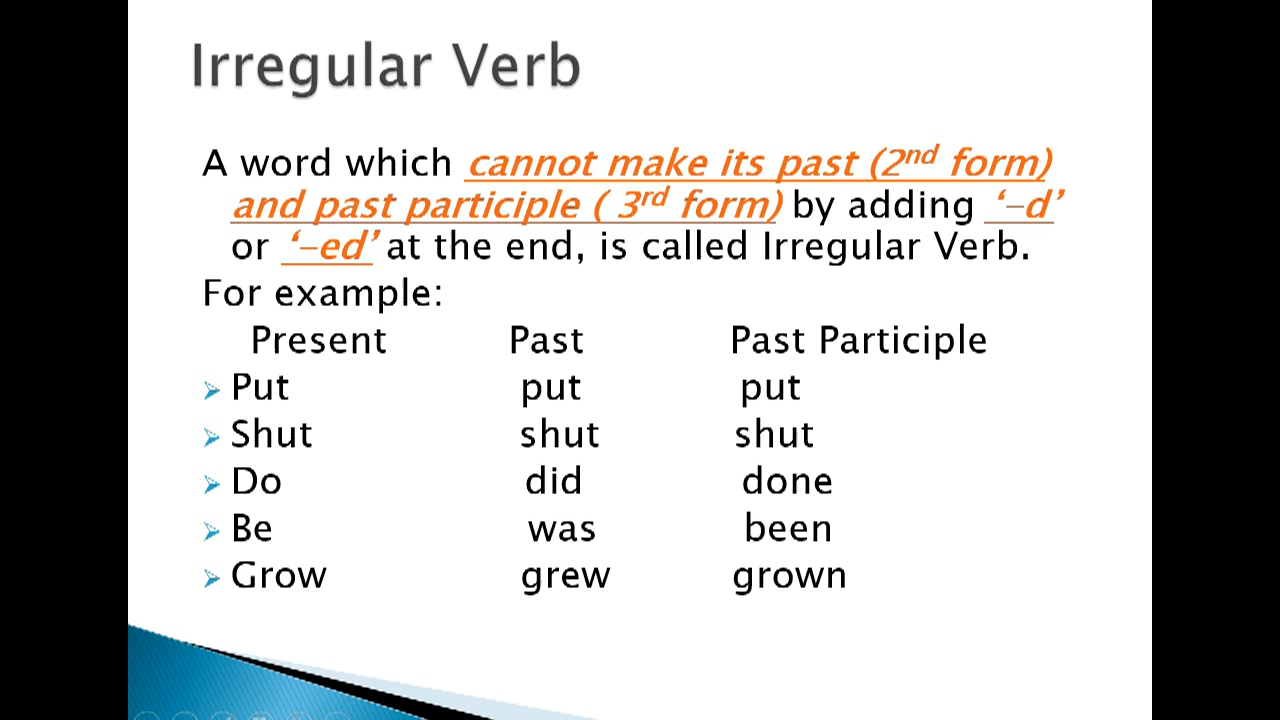 Irregular Verb
A word which cannot make its past (2nd form)
and past participle ( 3rd form) by adding ‘-d’
or ‘-ed’ at the end, is called Irregular Verb.
For example:
Present Past Past Participle
Put put put
Shut shut shut
Do did done
Be was been
Grow grew grown